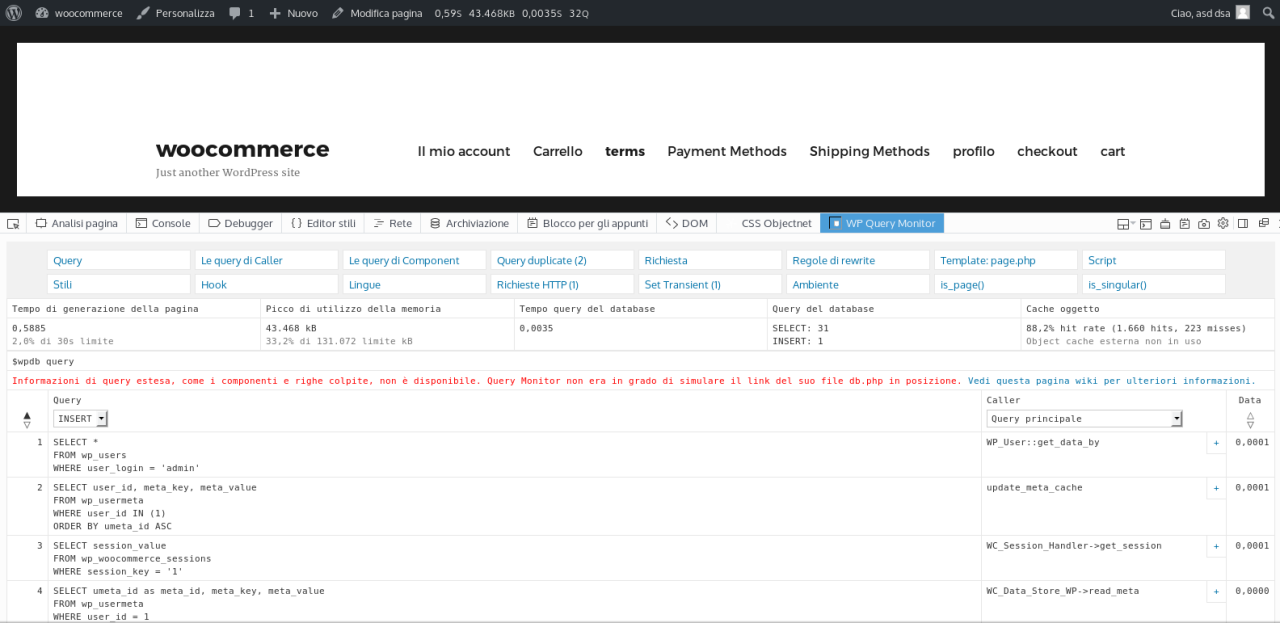 woocommerce Personalizza 1 Nuovo Modifica pagina 0,59S 43.468KB 0,0035S 32Q Ciao, asd dsa
woocommerce
Just another WordPress site
Il mio account Carrello terms Payment Methods Shipping Methods profilo checkout cart
Analisi pagina Console Debugger Editor stili Rete Archiviazione Blocco per gli appunti DOM CSS Objectnet WP Query Monitor
Query Le query di Caller Le query di Component Query duplicate (2) Richiesta Regole di rewrite Template: page.php Script
Stili Hook Lingue Richieste HTTP (1) Set Transient (1) Ambiente is_page() is_singular()
Tempo di generazione della pagina Picco di utilizzo della memoria Tempo query del database Query del database Cache oggetto
0,5885 43.468 kB 0,0035 SELECT: 31 88,2% hit rate (1.660 hits, 223 misses)
2,0% di 30s limite 33,2% di 131.072 limite kB INSERT: 1 Object cache esterna non in uso
$wpdb query
Informazioni di query estesa, come i componenti e righe colpite, non è disponibile. Query Monitor non era in grado di simulare il link del suo file db.php in posizione. Vedi questa pagina wiki per ulteriori informazioni.
Query Caller Data
INSERT Query principale
1 SELECT * WP_User::get_data_by + 0,0001
FROM wp_users
WHERE user_login = 'admin'
2 SELECT user_id, meta_key, meta_value update_meta_cache + 0,0001
FROM wp_usermeta
WHERE user_id IN (1)
ORDER BY umeta_id ASC
3 SELECT session_value WC_Session_Handler->get_session + 0,0001
FROM wp_woocommerce_sessions
WHERE session_key = '1'
4 SELECT umeta_id as meta_id, meta_key, meta_value WC_Data_Store_WP->read_meta + 0,0000
FROM wp_usermeta
WHERE user_id = 1